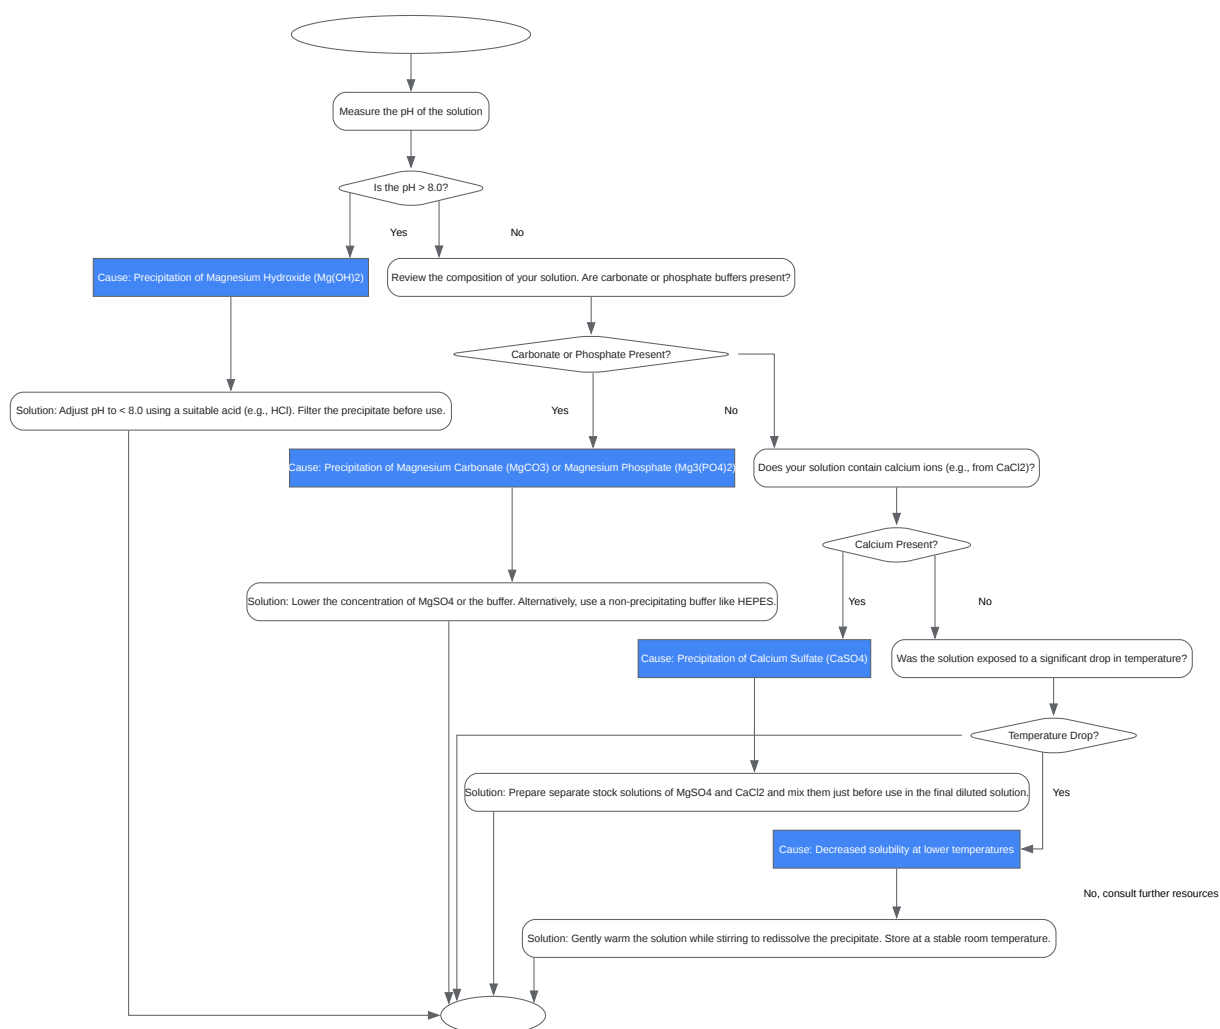 Measure the pH of the solution
Is the pH > 8.0?
Yes
No
Cause: Precipitation of Magnesium Hydroxide (Mg(OH)2)
Review the composition of your solution. Are carbonate or phosphate buffers present?
Carbonate or Phosphate Present?
Solution: Adjust pH to < 8.0 using a suitable acid (e.g., HCl). Filter the precipitate before use.
Yes
No
Cause: Precipitation of Magnesium Carbonate (MgCO3) or Magnesium Phosphate (Mg3(PO4)2)
Does your solution contain calcium ions (e.g., from CaCl2)?
Calcium Present?
Solution: Lower the concentration of MgSO4 or the buffer. Alternatively, use a non-precipitating buffer like HEPES.
Yes
No
Cause: Precipitation of Calcium Sulfate (CaSO4)
Was the solution exposed to a significant drop in temperature?
Temperature Drop?
Solution: Prepare separate stock solutions of MgSO4 and CaCl2 and mix them just before use in the final diluted solution.
Yes
Cause: Decreased solubility at lower temperatures
No, consult further resources
Solution: Gently warm the solution while stirring to redissolve the precipitate. Store at a stable room temperature.